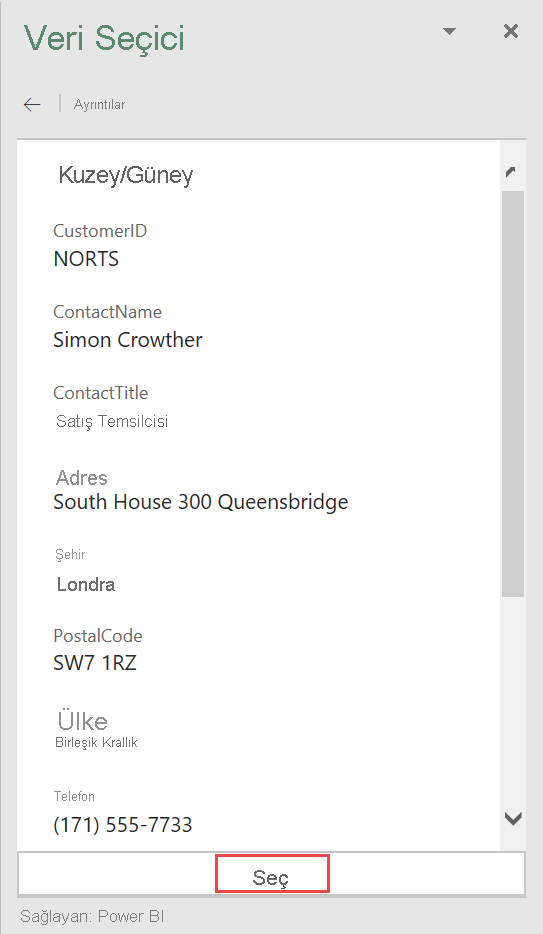 Veri Seçici
Ayrıntılar
Kuzey/Güney
CustomerID
NORTS
ContactName
Simon Crowther
ContactTitle
Satış Temsilcisi
Adres
South House 300 Queensbridge
Şehir
Londra
PostalCode
SW7 1RZ
Ülke
Birleşik Krallık
Telefon
(171) 555-7733
Seç
Sağlayan: Power BI